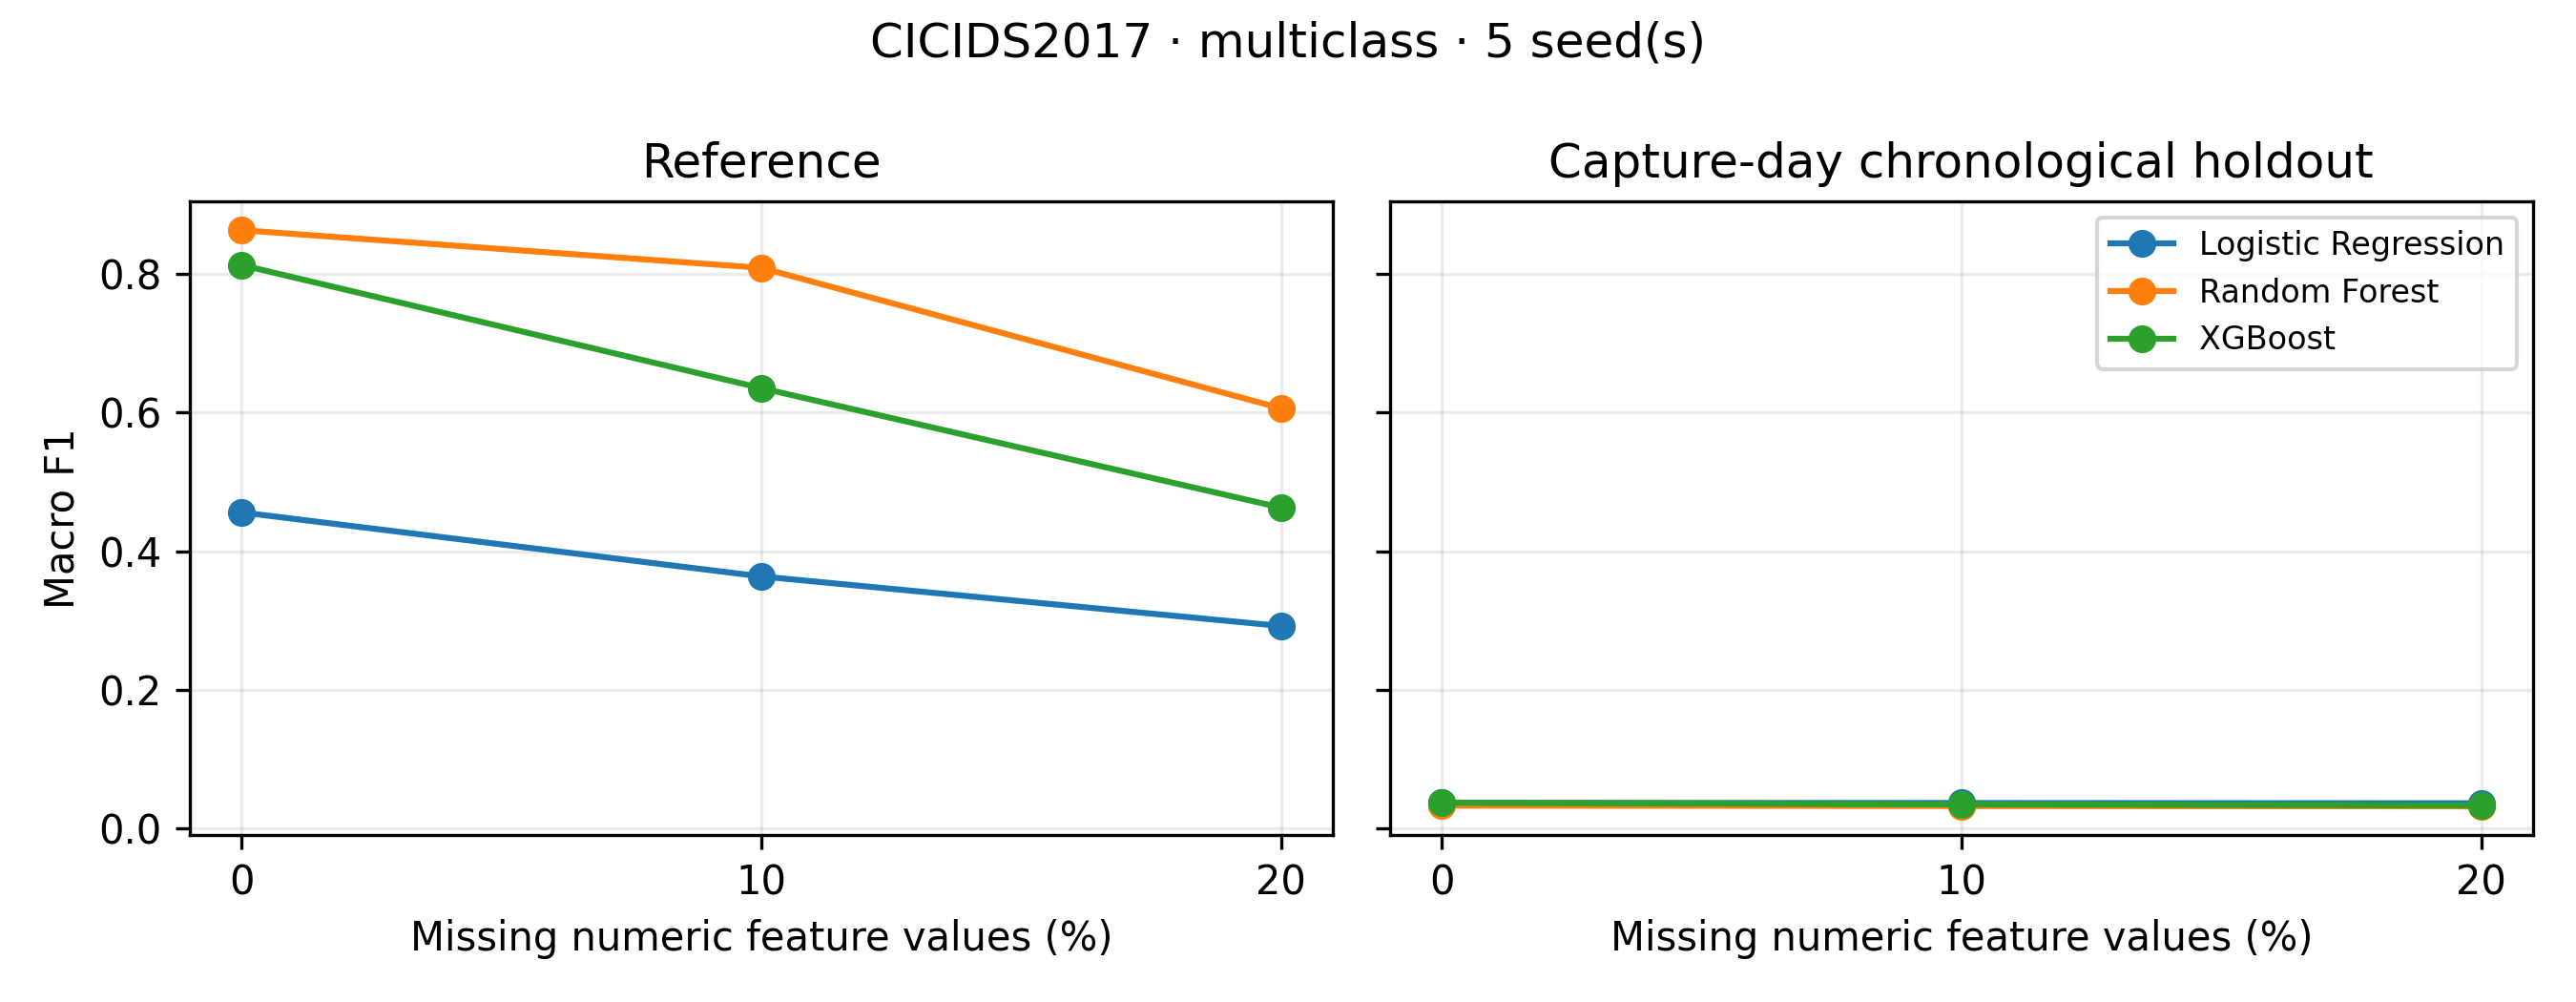 CICIDS2017 · multiclass · 5 seed(s)
Reference
Macro F1
0.8
0.6
0.4
0.2
0.0
0 10 20
Missing numeric feature values (%)
Capture-day chronological holdout
Logistic Regression
Random Forest
XGBoost
0 10 20
Missing numeric feature values (%)